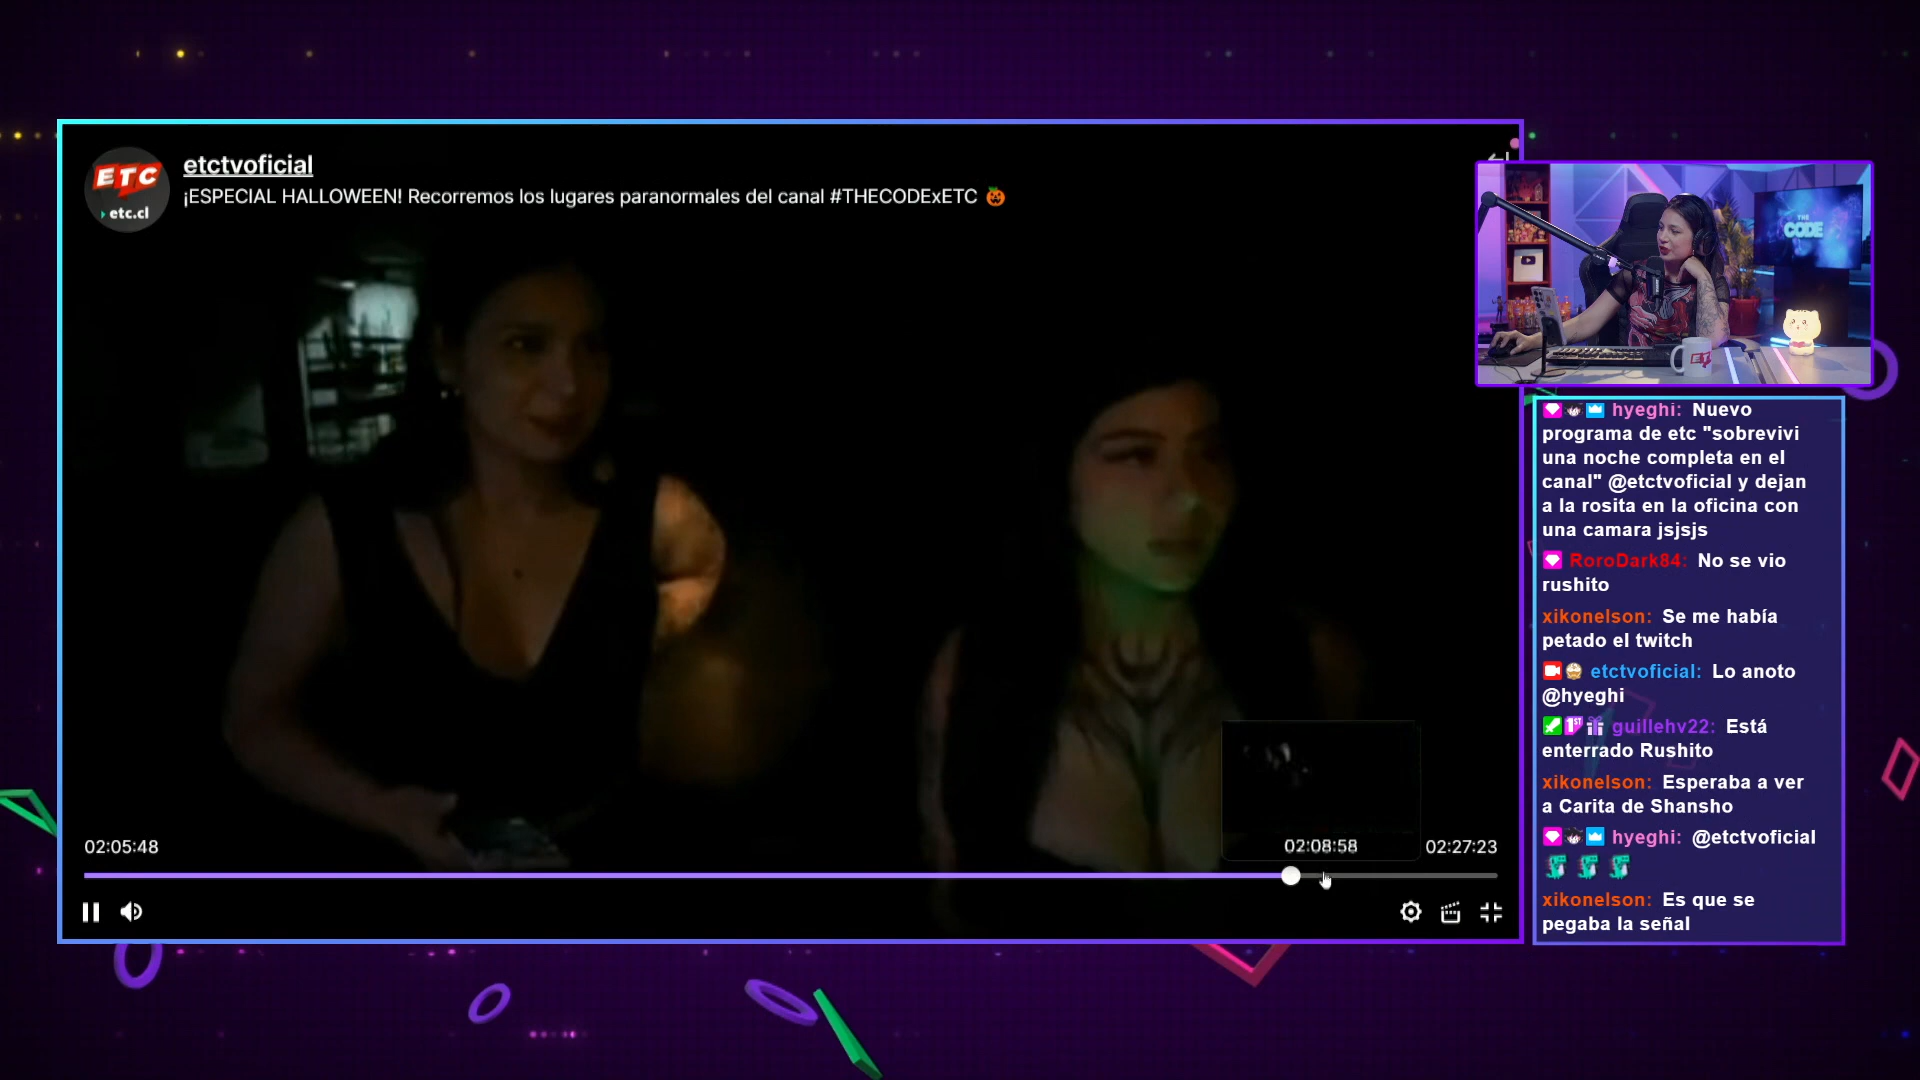 ETC
etc.cl
etctvoficial
¡ESPECIAL HALLOWEEN! Recorremos los lugares paranormales del canal #THECODExETC 🎃
THE
CODE
02:05:48
02:08:58
02:27:23
hyeghi: Nuevo
programa de etc "sobrevivi
una noche completa en el
canal" @etctvoficial y dejan
a la rosita en la oficina con
una camara jsjsjs
RoroDark84: No se vio
rushito
xikonelson: Se me había
petado el twitch
etctvoficial: Lo anoto
@hyeghi
guillehv22: Está
enterrado Rushito
xikonelson: Esperaba a ver
a Carita de Shansho
hyeghi: @etctvoficial
xikonelson: Es que se
pegaba la señal